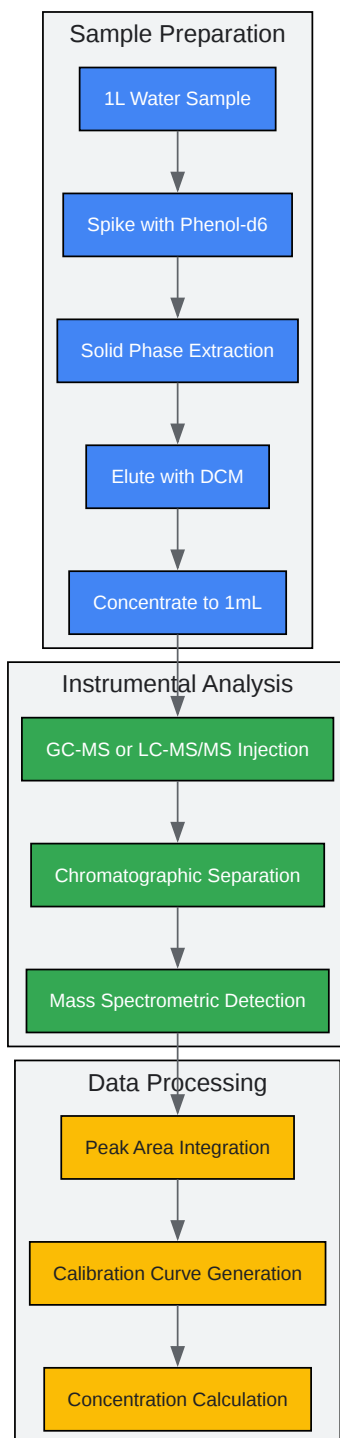 Sample Preparation
1L Water Sample
Spike with Phenol-d6
Solid Phase Extraction
Elute with DCM
Concentrate to 1mL
Instrumental Analysis
GC-MS or LC-MS/MS Injection
Chromatographic Separation
Mass Spectrometric Detection
Data Processing
Peak Area Integration
Calibration Curve Generation
Concentration Calculation